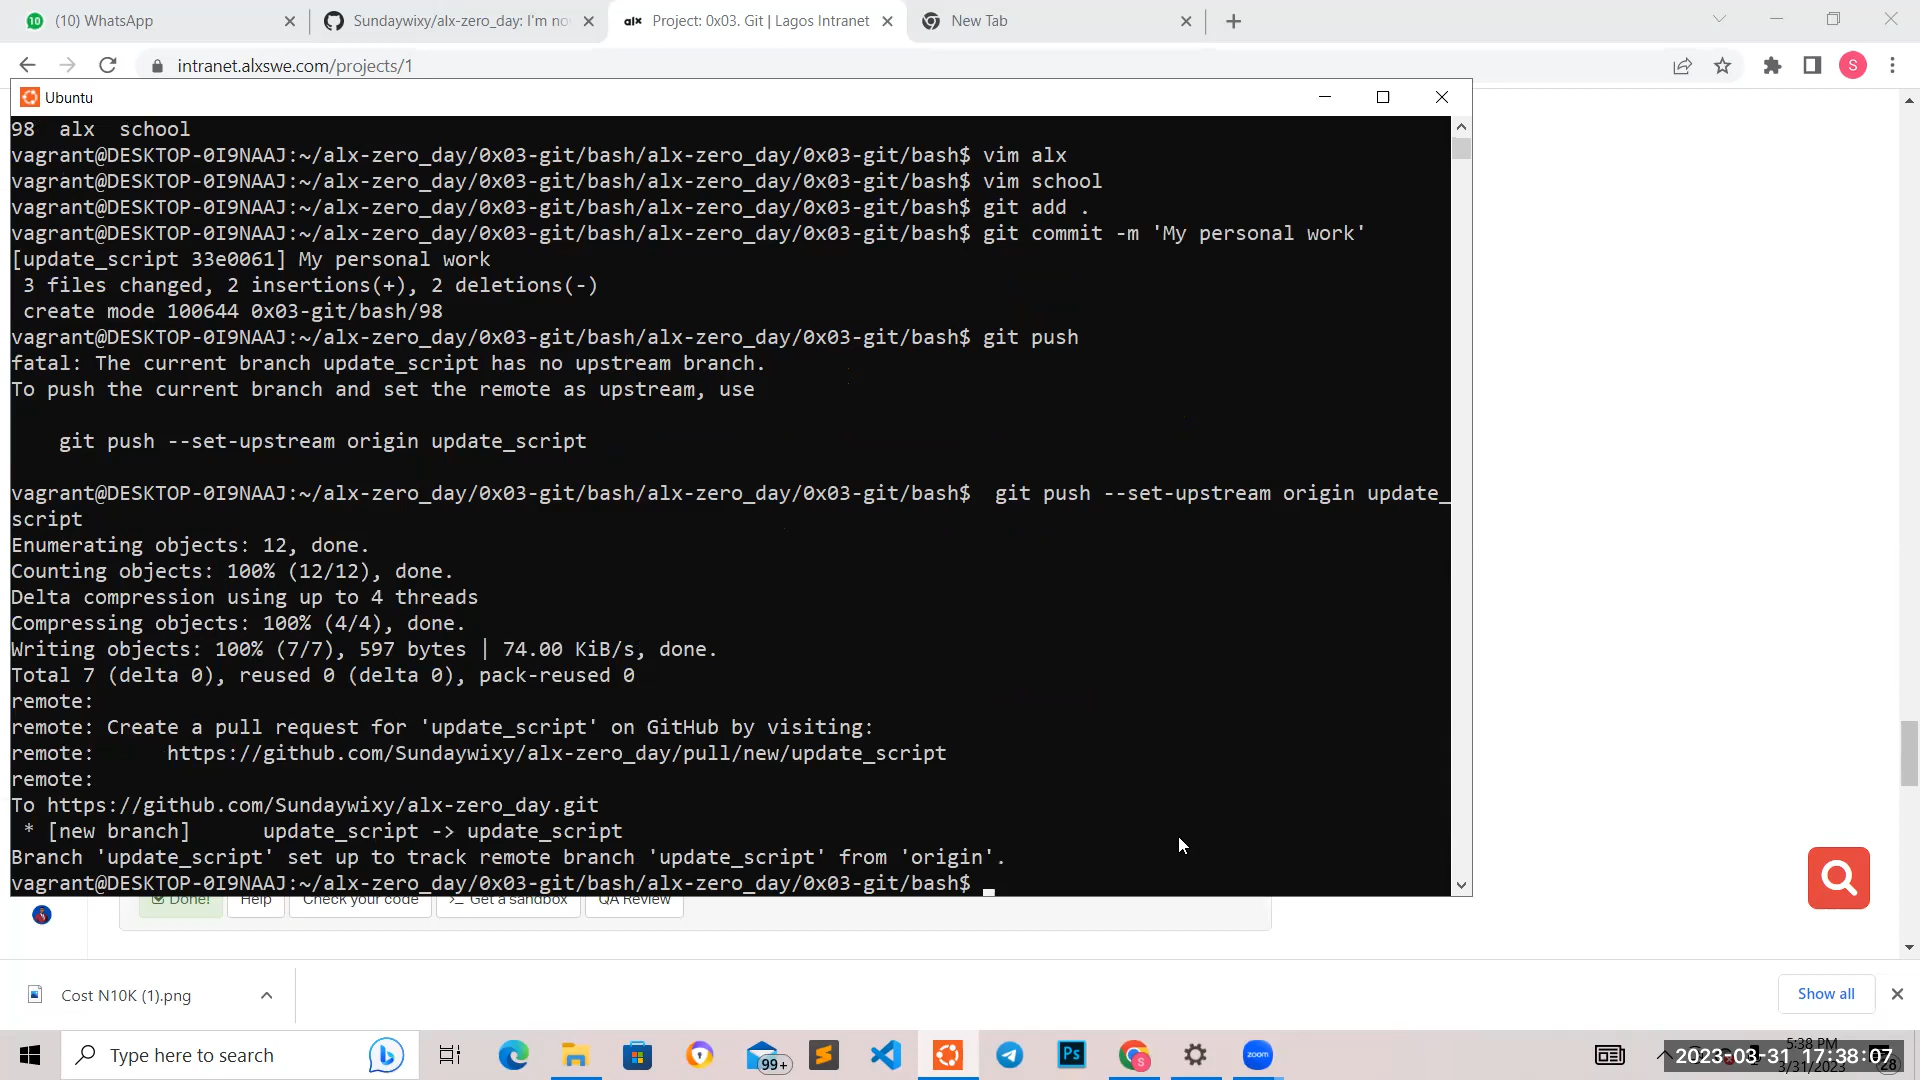 (10) WhatsApp
Sundaywixy/alx-zero_day: I'm no
alx Project: 0x03. Git | Lagos Intranet
New Tab
intranet.alxswe.com/projects/1
S
Ubuntu
98  alx  school
vagrant@DESKTOP-0I9NAAJ:~/alx-zero_day/0x03-git/bash/alx-zero_day/0x03-git/bash$ vim alx
vagrant@DESKTOP-0I9NAAJ:~/alx-zero_day/0x03-git/bash/alx-zero_day/0x03-git/bash$ vim school
vagrant@DESKTOP-0I9NAAJ:~/alx-zero_day/0x03-git/bash/alx-zero_day/0x03-git/bash$ git add .
vagrant@DESKTOP-0I9NAAJ:~/alx-zero_day/0x03-git/bash/alx-zero_day/0x03-git/bash$ git commit -m 'My personal work'
[update_script 33e0061] My personal work
 3 files changed, 2 insertions(+), 2 deletions(-)
 create mode 100644 0x03-git/bash/98
vagrant@DESKTOP-0I9NAAJ:~/alx-zero_day/0x03-git/bash/alx-zero_day/0x03-git/bash$ git push
fatal: The current branch update_script has no upstream branch.
To push the current branch and set the remote as upstream, use
    git push --set-upstream origin update_script
vagrant@DESKTOP-0I9NAAJ:~/alx-zero_day/0x03-git/bash/alx-zero_day/0x03-git/bash$  git push --set-upstream origin update_
script
Enumerating objects: 12, done.
Counting objects: 100% (12/12), done.
Delta compression using up to 4 threads
Compressing objects: 100% (4/4), done.
Writing objects: 100% (7/7), 597 bytes | 74.00 KiB/s, done.
Total 7 (delta 0), reused 0 (delta 0), pack-reused 0
remote:
remote: Create a pull request for 'update_script' on GitHub by visiting:
remote:      https://github.com/Sundaywixy/alx-zero_day/pull/new/update_script
remote:
To https://github.com/Sundaywixy/alx-zero_day.git
 * [new branch]      update_script -> update_script
Branch 'update_script' set up to track remote branch 'update_script' from 'origin'.
vagrant@DESKTOP-0I9NAAJ:~/alx-zero_day/0x03-git/bash/alx-zero_day/0x03-git/bash$
Done! Help Check your code >_ Get a sandbox QA Review
Cost N10K (1).png
Show all
Type here to search
99+
Ps
S
zoom
5:38 PM
2023-03-31 17:38:07
3/31/2023
28